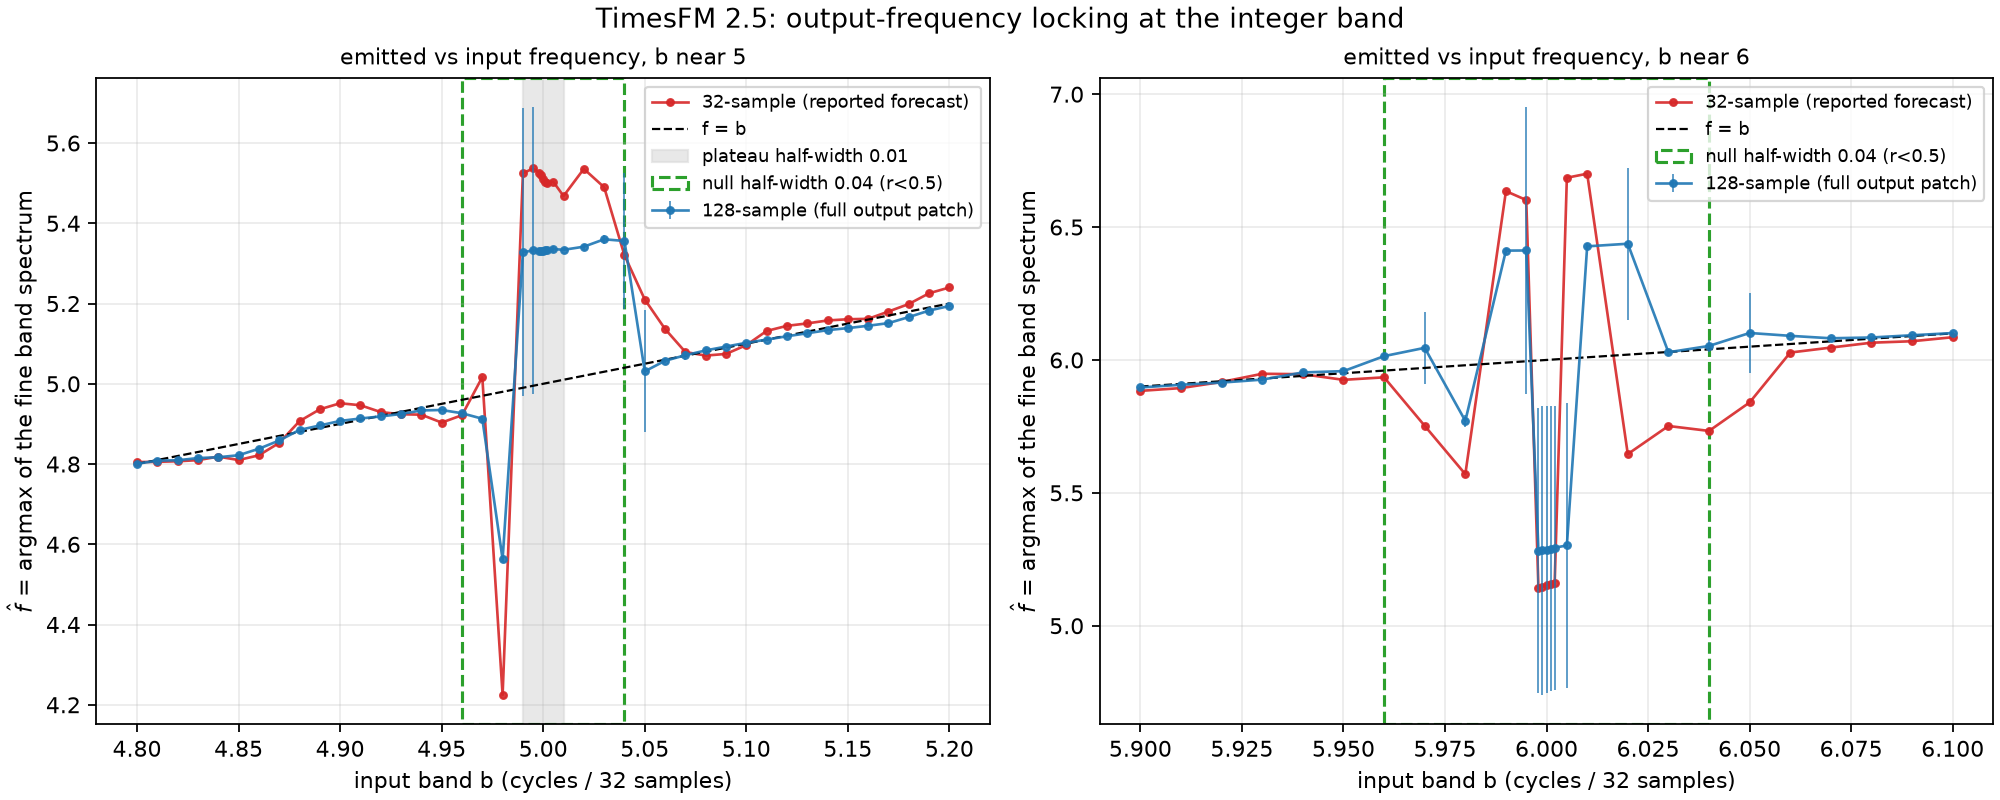 TimesFM 2.5: output-frequency locking at the integer band
emitted vs input frequency, b near 5
32-sample (reported forecast)
f = b
plateau half-width 0.01
null half-width 0.04 (r<0.5)
128-sample (full output patch)
f̂ = argmax of the fine band spectrum
5.6
5.4
5.2
5.0
4.8
4.6
4.4
4.2
4.80 4.85 4.90 4.95 5.00 5.05 5.10 5.15 5.20
input band b (cycles / 32 samples)
emitted vs input frequency, b near 6
32-sample (reported forecast)
f = b
null half-width 0.04 (r<0.5)
128-sample (full output patch)
f̂ = argmax of the fine band spectrum
7.0
6.5
6.0
5.5
5.0
5.900 5.925 5.950 5.975 6.000 6.025 6.050 6.075 6.100
input band b (cycles / 32 samples)